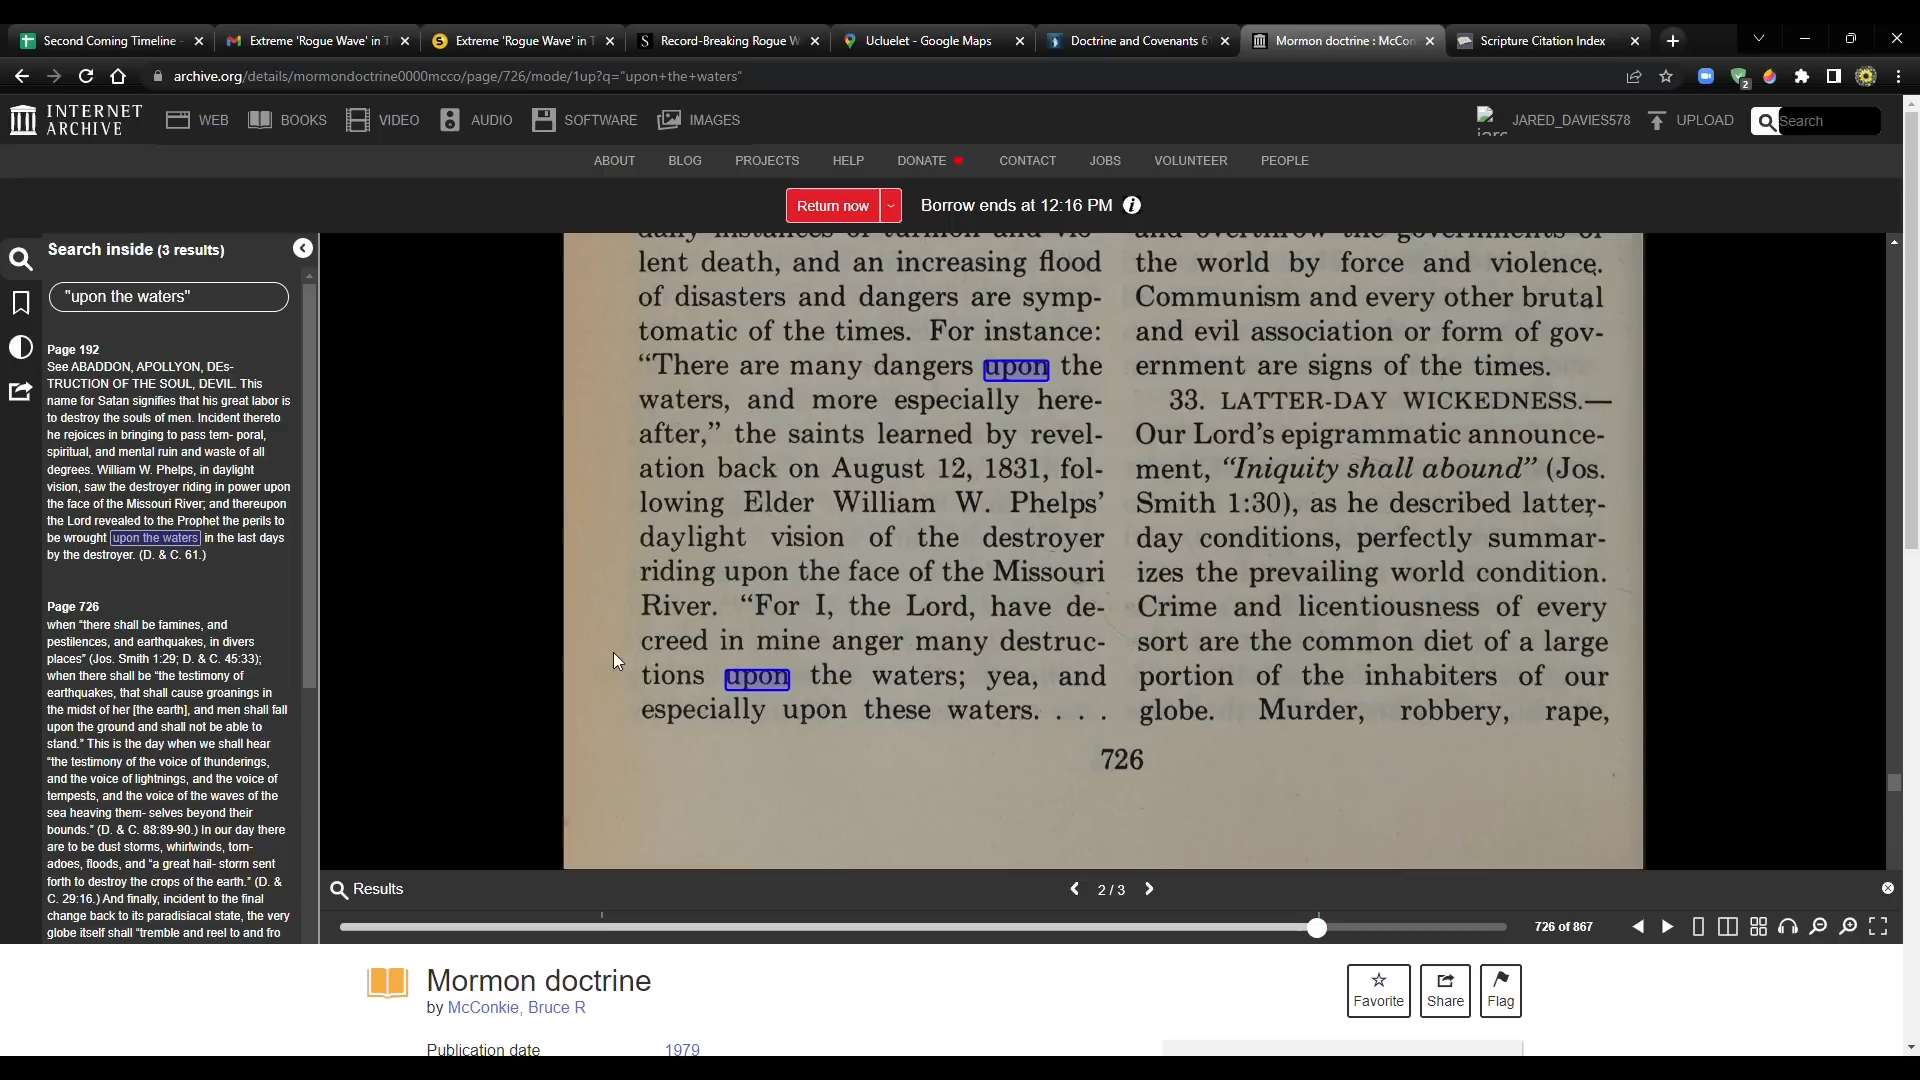 Second Coming Timeline -
Extreme 'Rogue Wave' in T
Extreme 'Rogue Wave' in T
Record-Breaking Rogue W
Ucluelet - Google Maps
Doctrine and Covenants 6
Mormon doctrine : McCon
Scripture Citation Index
archive.org/details/mormondoctrine0000mcco/page/726/mode/1up?q="upon+the+waters"
2
INTERNET
ARCHIVE
WEB
BOOKS
VIDEO
AUDIO
SOFTWARE
IMAGES
JARED_DAVIES578
UPLOAD
Search
ABOUT
BLOG
PROJECTS
HELP
DONATE
CONTACT
JOBS
VOLUNTEER
PEOPLE
Return now
Borrow ends at 12:16 PM
Search inside (3 results)
"upon the waters"
Page 192
See ABADDON, APOLLYON, DEs-
TRUCTION OF THE SOUL, DEVIL. This
name for Satan signifies that his great labor is
to destroy the souls of men. Incident thereto
he rejoices in bringing to pass tem- poral,
spiritual, and mental ruin and waste of all
degrees. William W. Phelps, in daylight
vision, saw the destroyer riding in power upon
the face of the Missouri River; and thereupon
the Lord revealed to the Prophet the perils to
be wrought upon the waters in the last days
by the destroyer. (D. & C. 61.)
Page 726
when “there shall be famines, and
pestilences, and earthquakes, in divers
places” (Jos. Smith 1:29; D. & C. 45:33);
when there shall be “the testimony of
earthquakes, that shall cause groanings in
the midst of her [the earth], and men shall fall
upon the ground and shall not be able to
stand.” This is the day when we shall hear
“the testimony of the voice of thunderings,
and the voice of lightnings, and the voice of
tempests, and the voice of the waves of the
sea heaving them- selves beyond their
bounds.” (D. & C. 88:89-90.) In our day there
are to be dust storms, whirlwinds, torn-
adoes, floods, and “a great hail- storm sent
forth to destroy the crops of the earth.” (D. &
C. 29:16.) And finally, incident to the final
change back to its paradisiacal state, the very
globe itself shall “tremble and reel to and fro
daily instances of turmoil and vio-
lent death, and an increasing flood
of disasters and dangers are symp-
tomatic of the times. For instance:
“There are many dangers upon the
waters, and more especially here-
after,” the saints learned by revel-
ation back on August 12, 1831, fol-
lowing Elder William W. Phelps’
daylight vision of the destroyer
riding upon the face of the Missouri
River. “For I, the Lord, have de-
creed in mine anger many destruc-
tions upon the waters; yea, and
especially upon these waters. . . .
and overthrow the governments of
the world by force and violence.
Communism and every other brutal
and evil association or form of gov-
ernment are signs of the times.
33. LATTER-DAY WICKEDNESS.—
Our Lord’s epigrammatic announce-
ment, “Iniquity shall abound” (Jos.
Smith 1:30), as he described latter-
day conditions, perfectly summar-
izes the prevailing world condition.
Crime and licentiousness of every
sort are the common diet of a large
portion of the inhabiters of our
globe. Murder, robbery, rape,
726
Results
2 / 3
726 of 867
Mormon doctrine
by McConkie, Bruce R
Favorite
Share
Flag
Publication date
1979